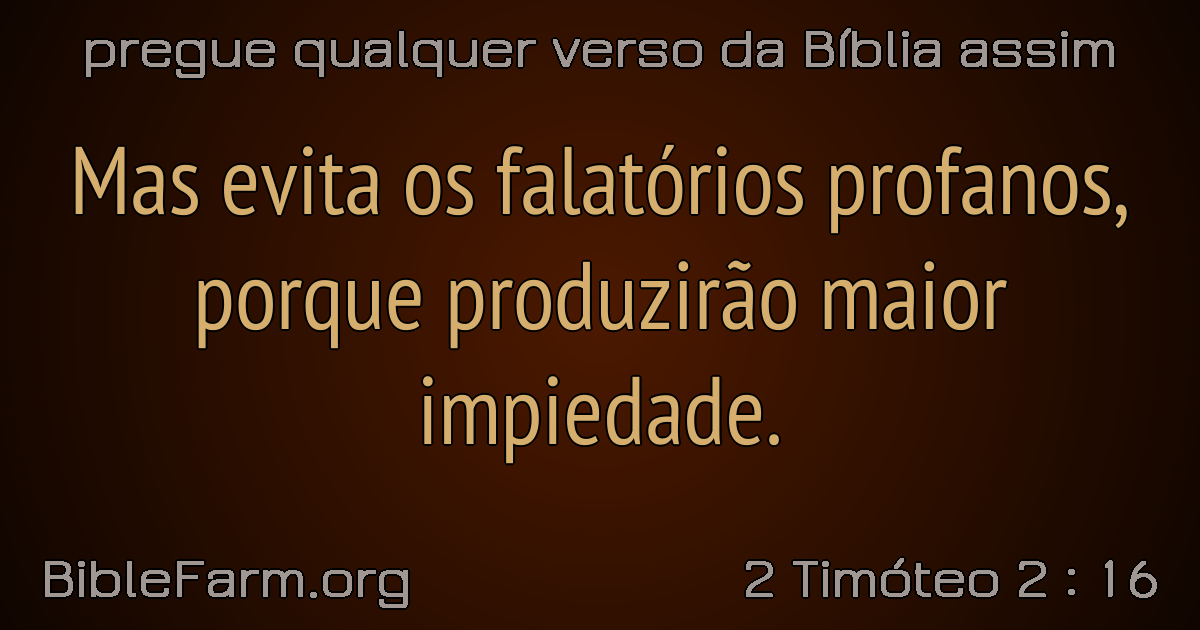 pregue qualquer verso da Bíblia assim
Mas evita os falatórios profanos,
porque produzirão maior
impiedade.
BibleFarm.org
2 Timóteo 2 : 16